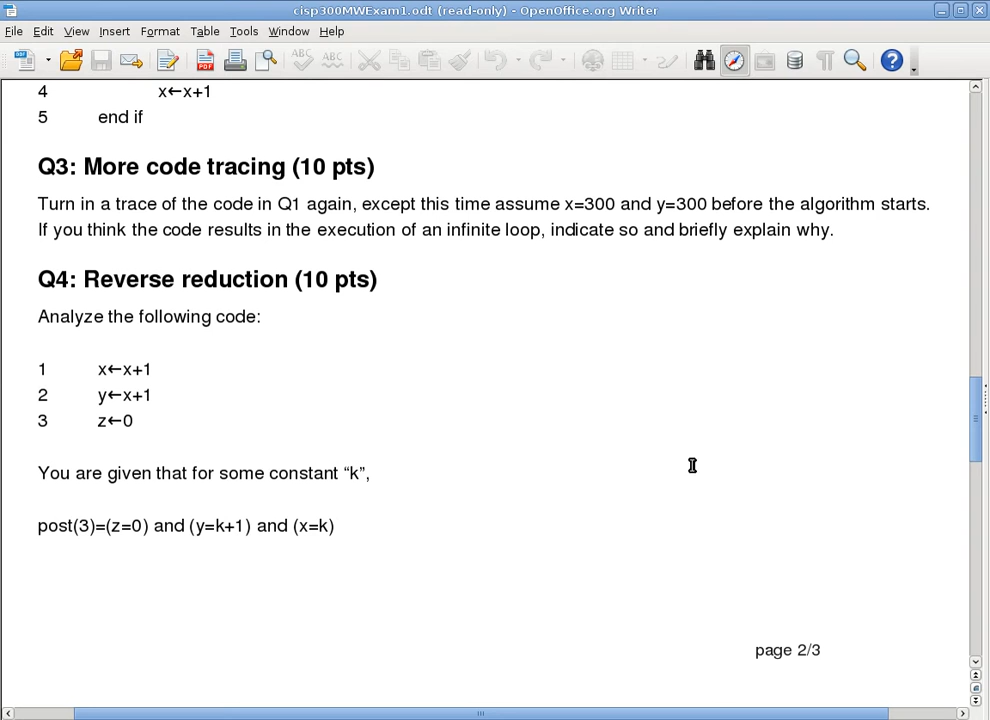 cisp300MWExam1.odt (read-only) - OpenOffice.org Writer
File Edit View Insert Format Table Tools Window Help
4 x←x+1
5 end if
Q3: More code tracing (10 pts)
Turn in a trace of the code in Q1 again, except this time assume x=300 and y=300 before the algorithm starts.
If you think the code results in the execution of an infinite loop, indicate so and briefly explain why.
Q4: Reverse reduction (10 pts)
Analyze the following code:
1 x←x+1
2 y←x+1
3 z←0
You are given that for some constant “k”,
post(3)=(z=0) and (y=k+1) and (x=k)
page 2/3